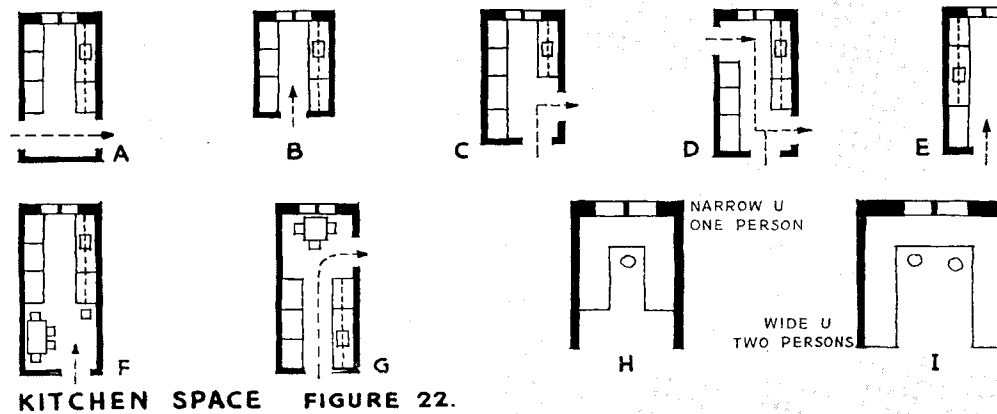 A
B
C
D
E
NARROW U
ONE PERSON
F
G
WIDE U
TWO PERSONS
H
I
KITCHEN SPACE FIGURE 22.